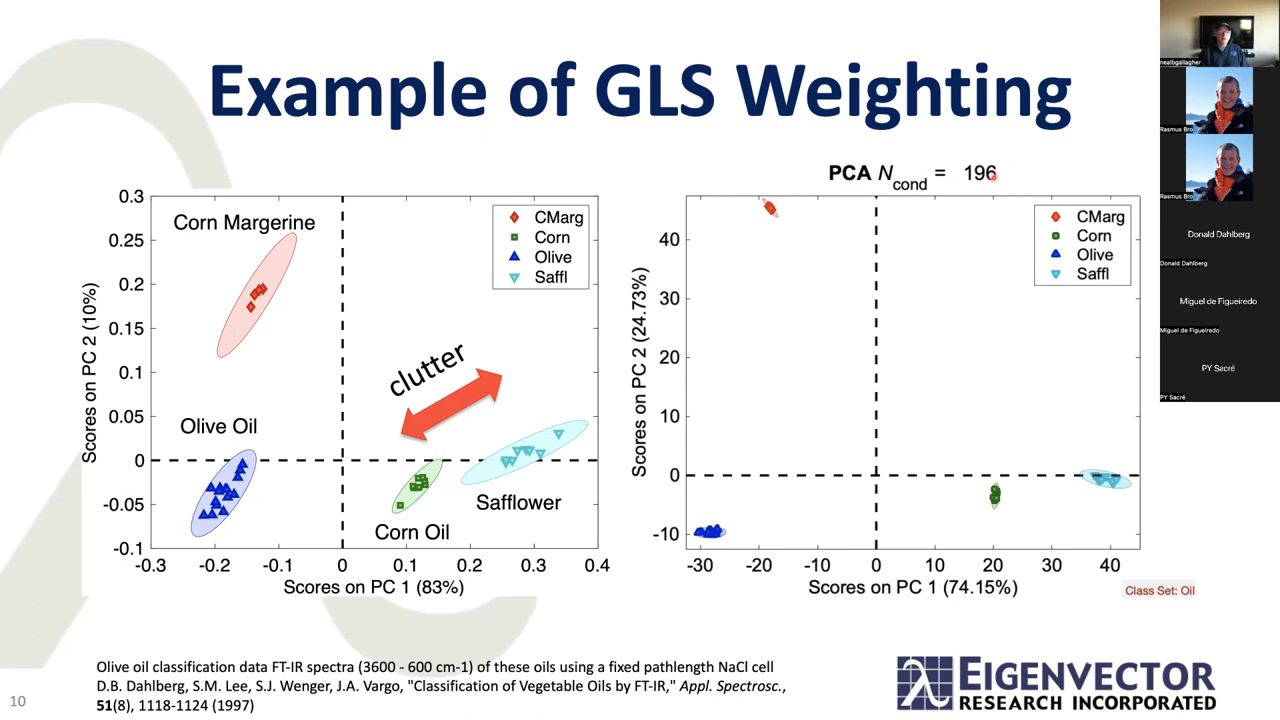 Example of GLS Weighting
0.3
0.25
0.2
0.15
0.1
0.05
0
-0.05
-0.1
Scores on PC 2 (10%)
Corn Margerine
CMarg
Corn
Olive
Saffl
clutter
Olive Oil
Safflower
Corn Oil
-0.3 -0.2 -0.1 0 0.1 0.2 0.3 0.4
Scores on PC 1 (83%)
PCA Ncond = 196
40
30
20
10
0
-10
Scores on PC 2 (24.73%)
CMarg
Corn
Olive
Saffl
-30 -20 -10 0 10 20 30 40
Scores on PC 1 (74.15%)
Class Set: Oil
Olive oil classification data FT-IR spectra (3600 - 600 cm-1) of these oils using a fixed pathlength NaCl cell
D.B. Dahlberg, S.M. Lee, S.J. Wenger, J.A. Vargo, "Classification of Vegetable Oils by FT-IR," Appl. Spectrosc.,
51(8), 1118-1124 (1997)
10
EIGENVECTOR
RESEARCH INCORPORATED
nealbgallagher
Rasmus Bro
Rasmus Bro
Donald Dahlberg
Donald Dahlberg
Miguel de Figueiredo
Miguel de Figueiredo
PY Sacré
PY Sacré